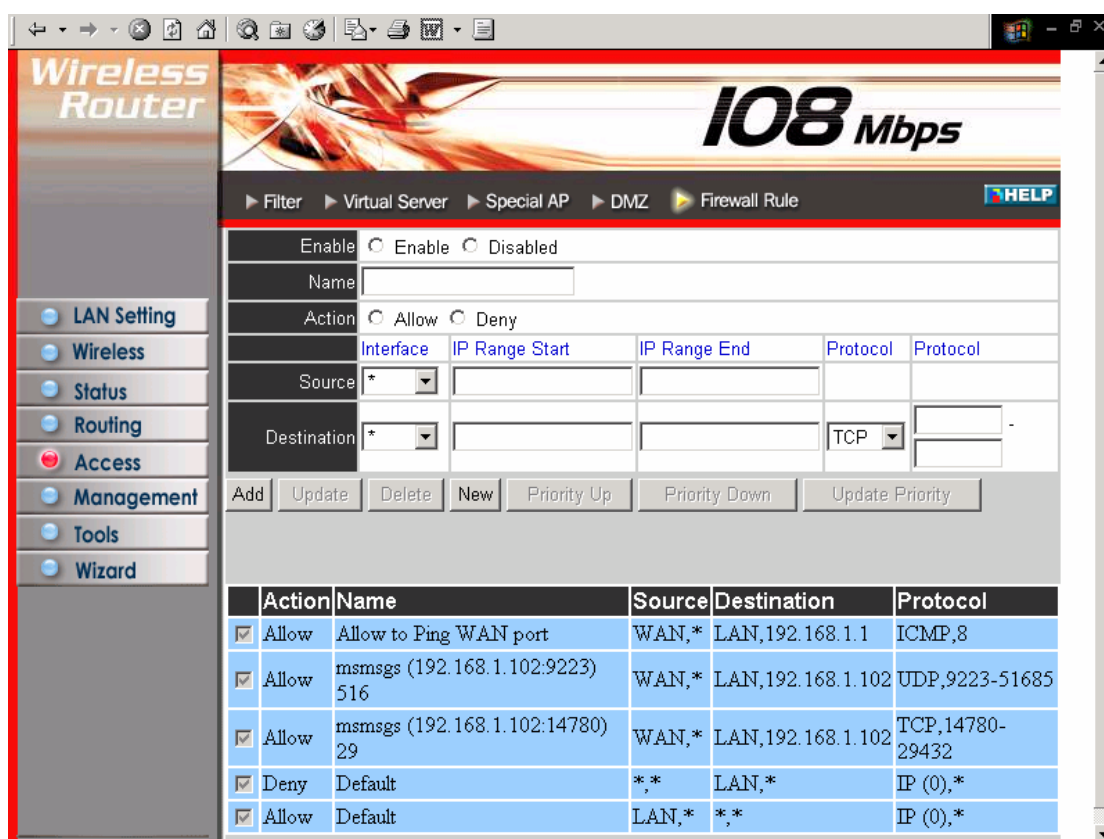 Wireless
Router
108 Mbps
Filter Virtual Server Special AP DMZ Firewall Rule HELP
Enable Enable Disabled
Name
Action Allow Deny
Interface IP Range Start IP Range End Protocol Protocol
Source *
Destination * TCP -
Add Update Delete New Priority Up Priority Down Update Priority
LAN Setting
Wireless
Status
Routing
Access
Management
Tools
Wizard
Action Name Source Destination Protocol
Allow Allow to Ping WAN port WAN,* LAN,192.168.1.1 ICMP,8
Allow msmsgs (192.168.1.102:9223) 516 WAN,* LAN,192.168.1.102 UDP,9223-51685
Allow msmsgs (192.168.1.102:14780) 29 WAN,* LAN,192.168.1.102 TCP,14780-29432
Deny Default *,* LAN,* IP (0),*
Allow Default LAN,* *,* IP (0),*